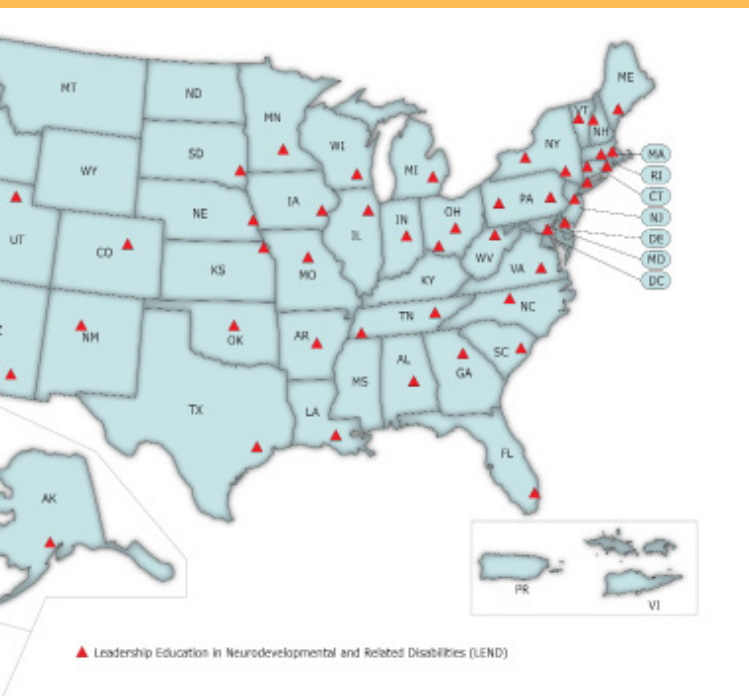 ME
MT
ND
VT
MN
NH
NY
WI
SD
MA
MI
WY
RI
CT
PA
IA
NE
OH
NJ
IN
IL
DE
UT
CO
WV
MD
VA
KS
MO
KY
DC
NC
TN
NM
OK
AR
SC
AL
GA
MS
TX
LA
FL
AK
PR
VI
Leadership Education in Neurodevelopmental and Related Disabilities (LEND)